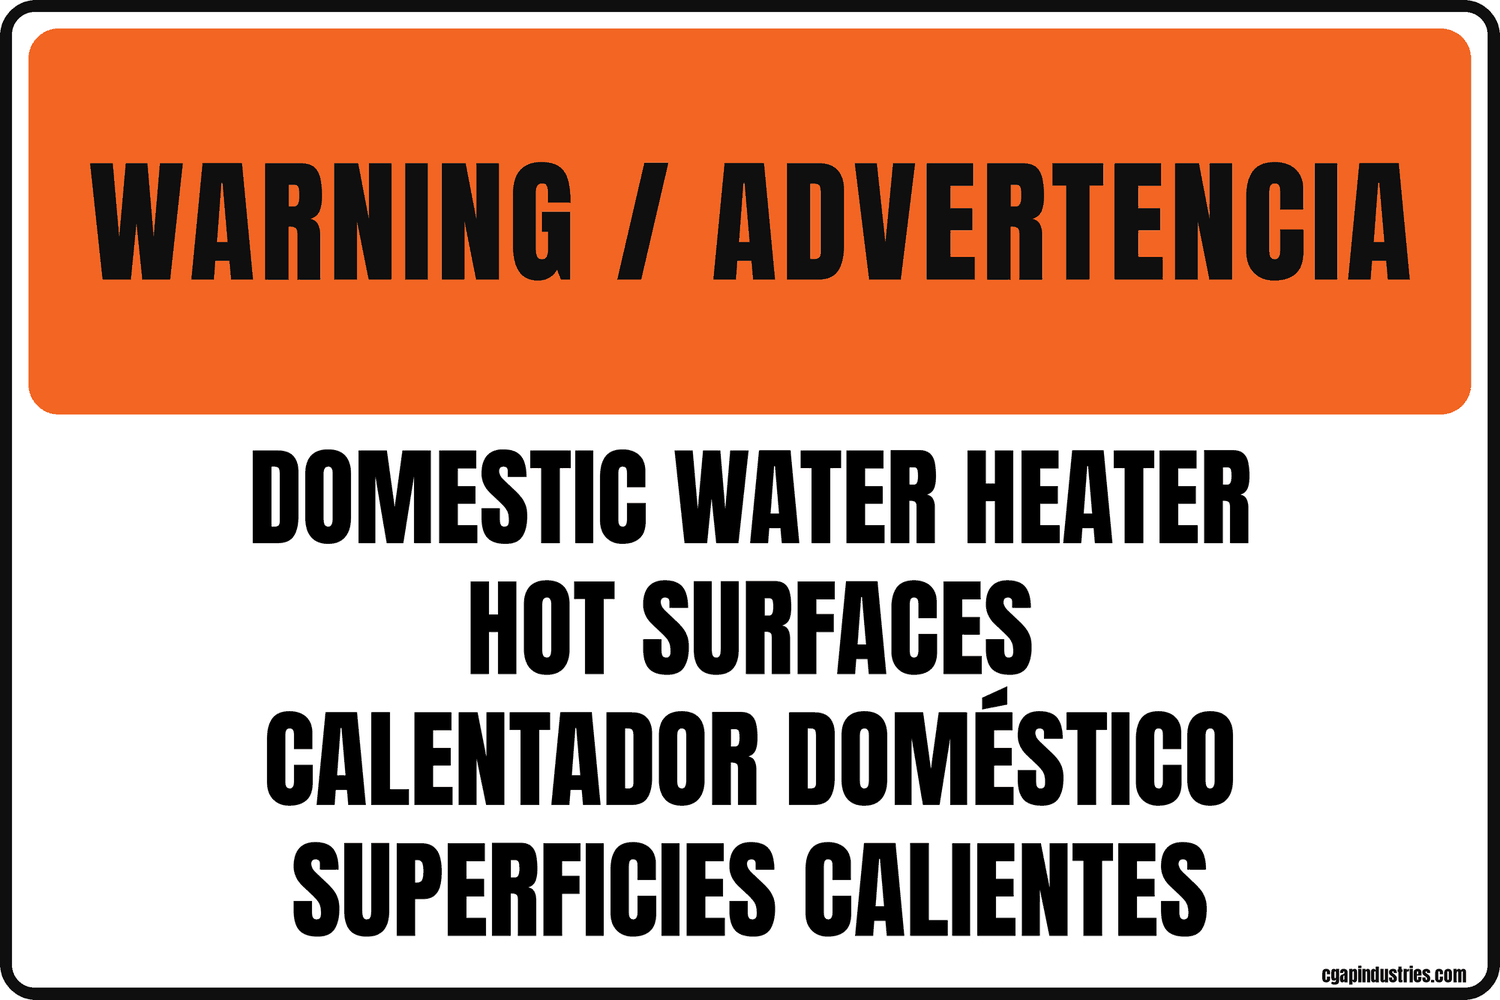 WARNING / ADVERTENCIA
DOMESTIC WATER HEATER
HOT SURFACES
CALENTADOR DOMÉSTICO
SUPERFICIES CALIENTES
cgapindustries.com